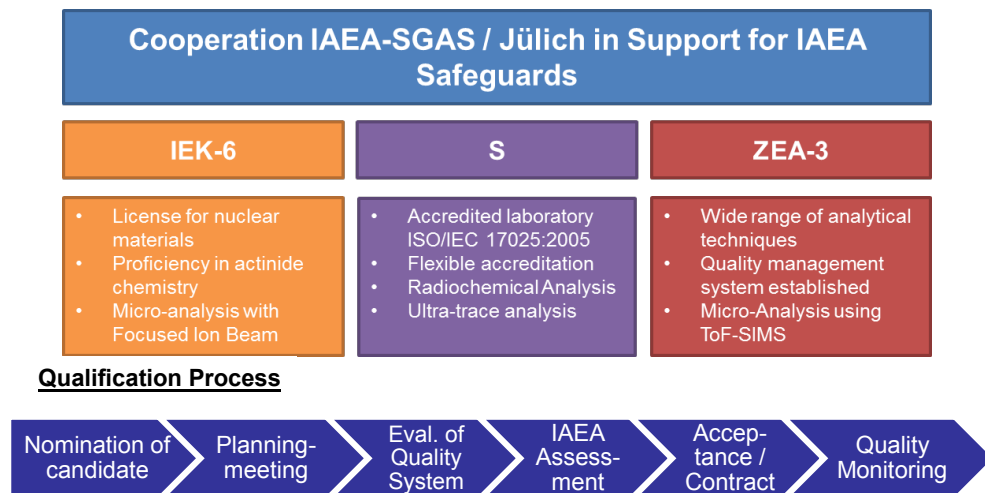 Cooperation IAEA-SGAS / Jülich in Support for IAEA
Safeguards
IEK-6
S
ZEA-3
• License for nuclear
materials
• Proficiency in actinide
chemistry
• Micro-analysis with
Focused Ion Beam
• Accredited laboratory
ISO/IEC 17025:2005
• Flexible accreditation
• Radiochemical Analysis
• Ultra-trace analysis
• Wide range of analytical
techniques
• Quality management
system established
• Micro-Analysis using
ToF-SIMS
Qualification Process
Nomination of
candidate
Planning-
meeting
Eval. of
Quality
System
IAEA
Assess-
ment
Accep-
tance /
Contract
Quality
Monitoring